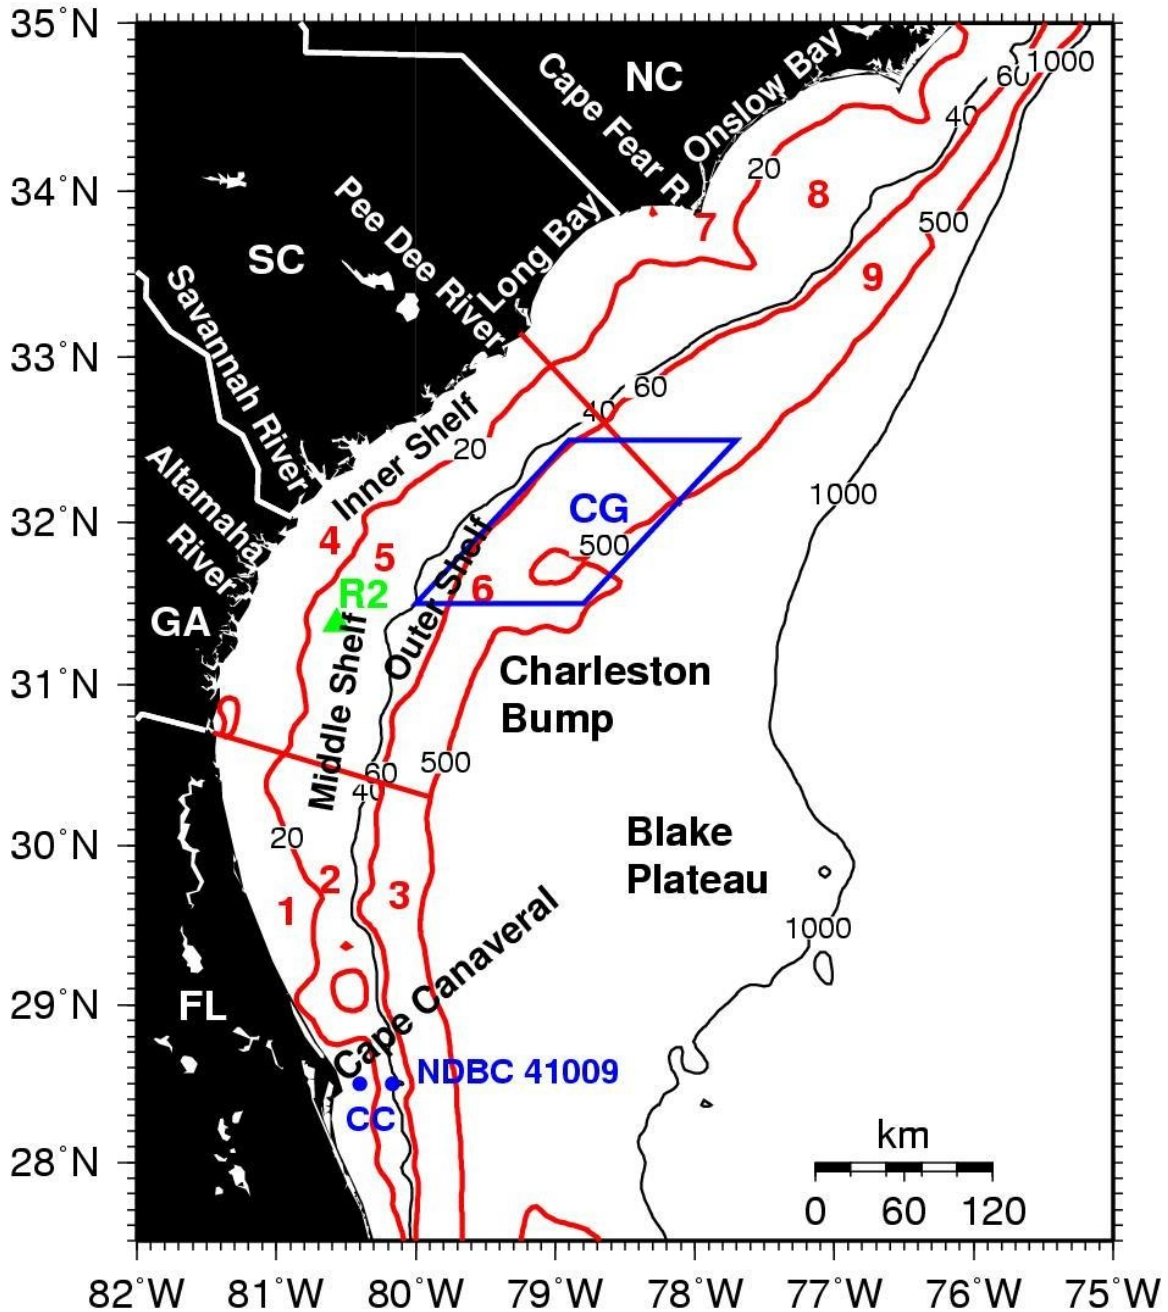 35°N
34°N
33°N
32°N
31°N
30°N
29°N
28°N
82°W
81°W
80°W
79°W
78°W
77°W
76°W
75°W
NC
SC
GA
FL
Cape Fear R.
Onslow Bay
Pee Dee River
Long Bay
Savannah River
Altamaha
River
Inner Shelf
Middle Shelf
Outer Shelf
Cape Canaveral
Charleston
Bump
Blake
Plateau
CG
R2
NDBC 41009
CC
1
2
3
4
5
6
7
8
9
60
1000
40
20
500
60
40
20
1000
500
500
60
40
20
1000
km
0
60
120